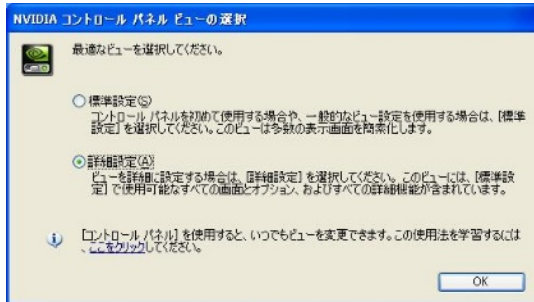 NVIDIA コントロール パネル ビューの選択
最適なビューを選択してください。
標準設定(S)
コントロール パネルを初めて使用する場合や、一般的なビュー設定を使用する場合は、[標準
設定] を選択してください。このビューは多数の表示画面を簡素化します。
詳細設定(A)
ビューを詳細に設定する場合は、[詳細設定] を選択してください。このビューには、[標準設
定] で使用可能なすべての画面とオプション、およびすべての詳細機能が含まれています。
[コントロール パネル] を使用すると、いつでもビューを変更できます。この使用法を学習するには
、ここをクリックしてください。
OK